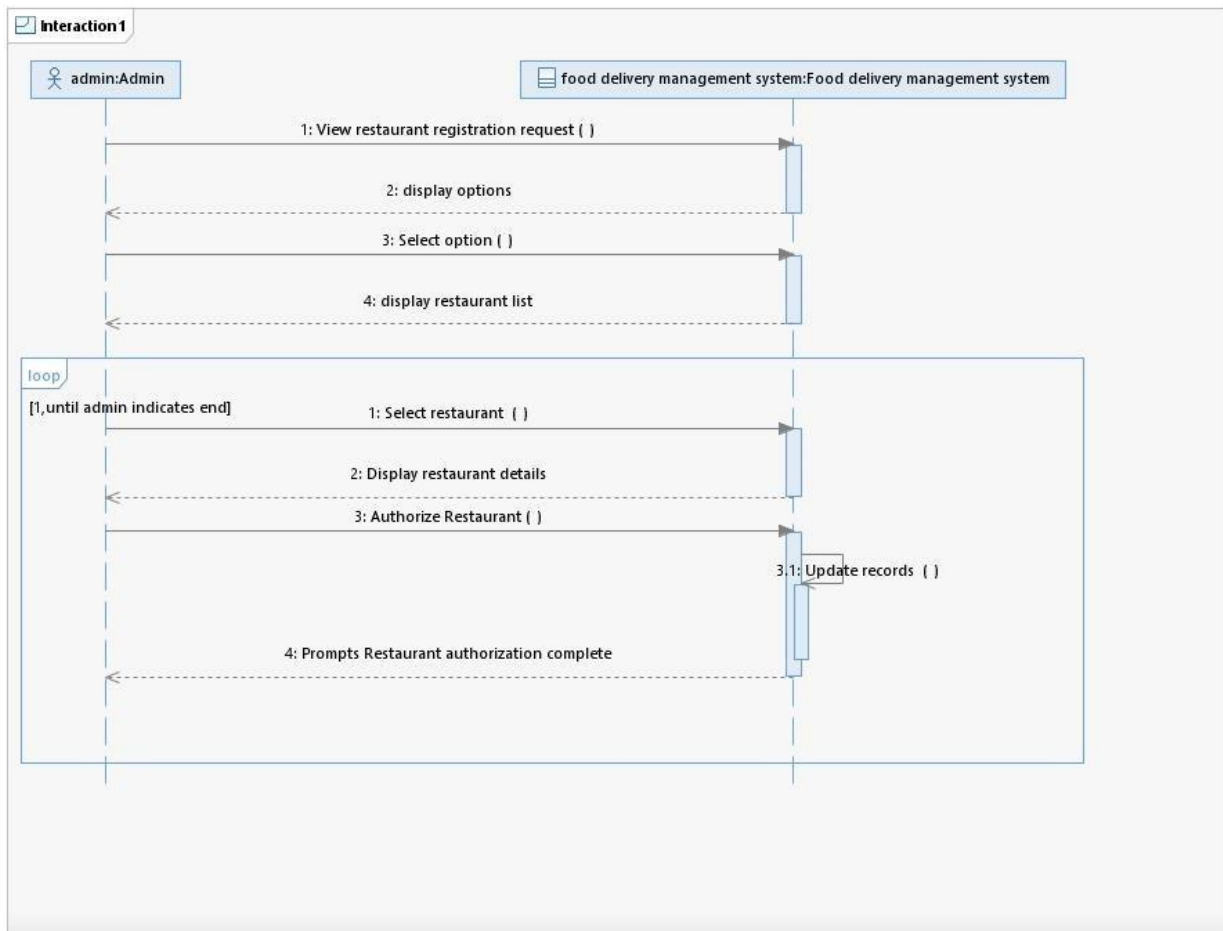 Interaction1
admin:Admin
food delivery management system:Food delivery management system
1: View restaurant registration request ( )
2: display options
3: Select option ( )
4: display restaurant list
loop
[1,until admin indicates end]
1: Select restaurant  ( )
2: Display restaurant details
3: Authorize Restaurant ( )
3.1: Update records  ( )
4: Prompts Restaurant authorization complete